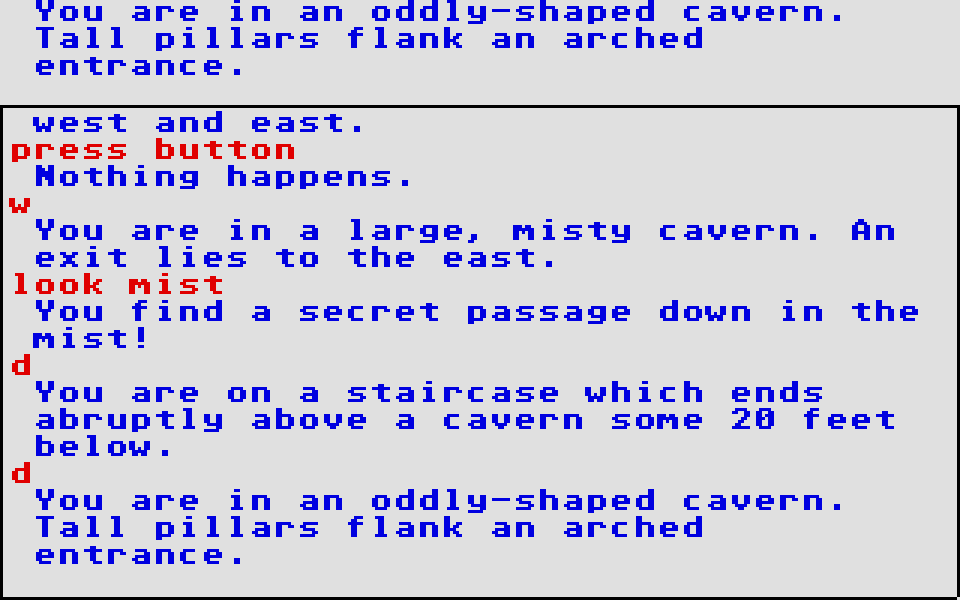 You are in an oddly-shaped cavern.
Tall pillars flank an arched
entrance.
west and east.
press button
Nothing happens.
w
You are in a large, misty cavern. An
exit lies to the east.
look mist
You find a secret passage down in the
mist!
d
You are on a staircase which ends
abruptly above a cavern some 20 feet
below.
d
You are in an oddly-shaped cavern.
Tall pillars flank an arched
entrance.